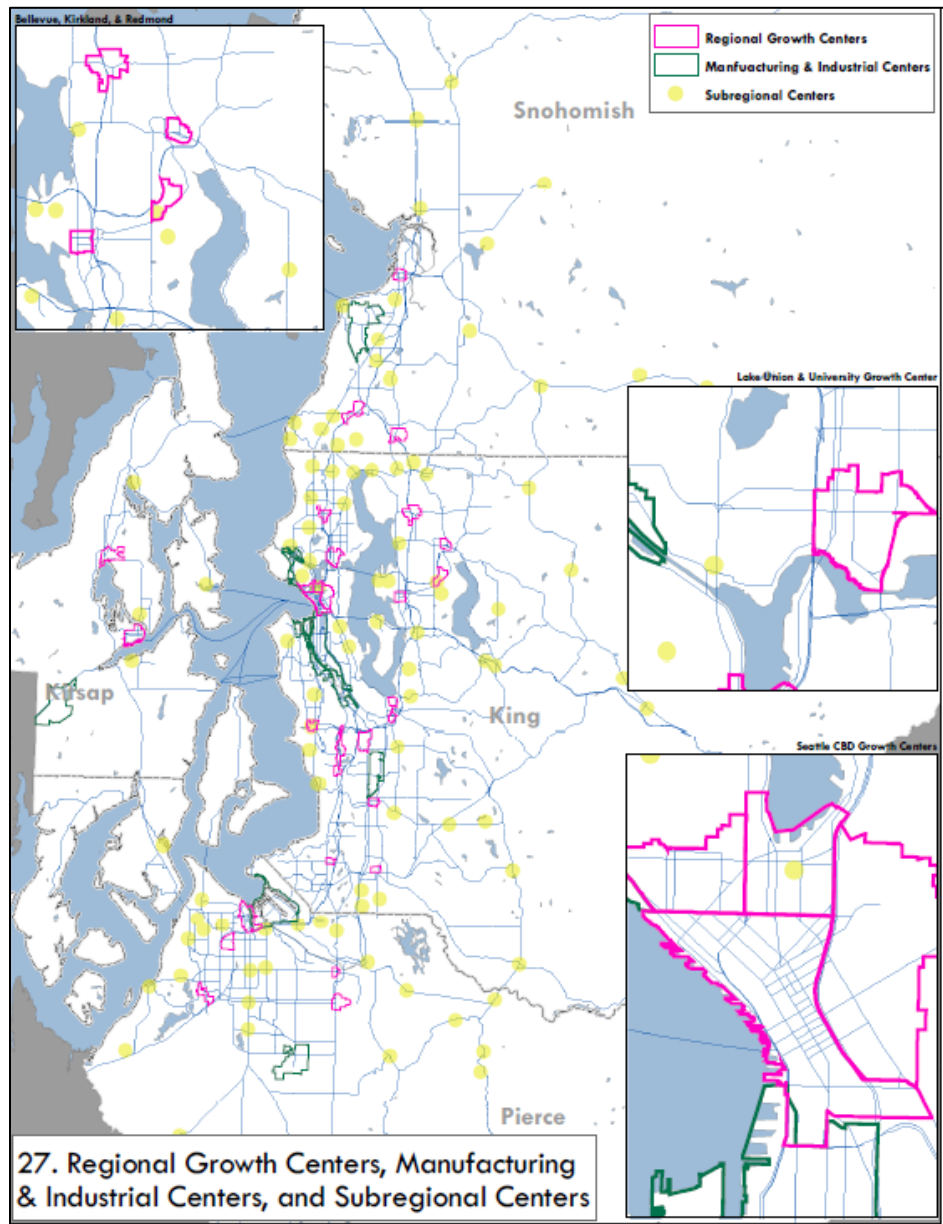 Bellevue, Kirkland, & Redmond
Regional Growth Centers
Manfuacturing & Industrial Centers
Subregional Centers
Snohomish
Lake Union & University Growth Center
Kitsap
King
Seattle CBD Growth Centers
Pierce
27. Regional Growth Centers, Manufacturing
& Industrial Centers, and Subregional Centers